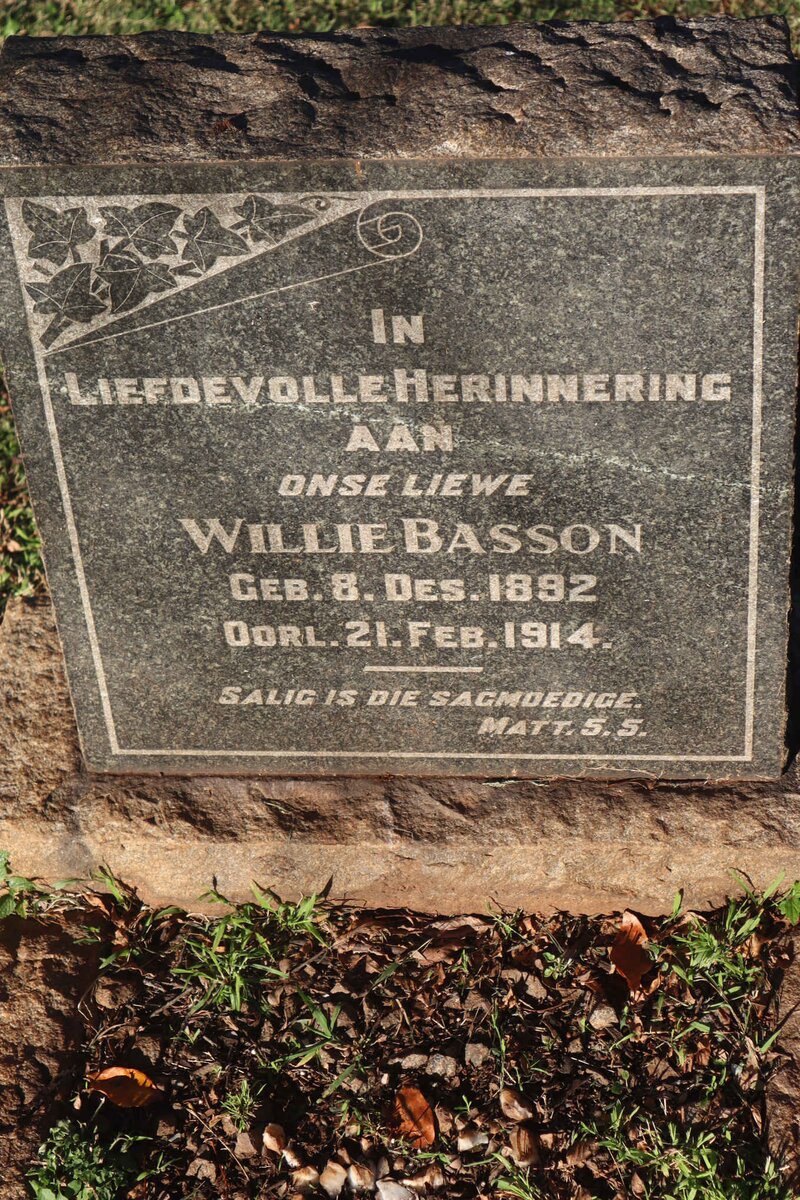 IN
LIEFDEVOLLE HERINNERING
AAN
ONSE LIEWE
WILLIE BASSON
GEB. 8. DES. 1892
OORL. 21. FEB. 1914.
SALIG IS DIE SAGMOEDIGE.
MATT. 5. 5.